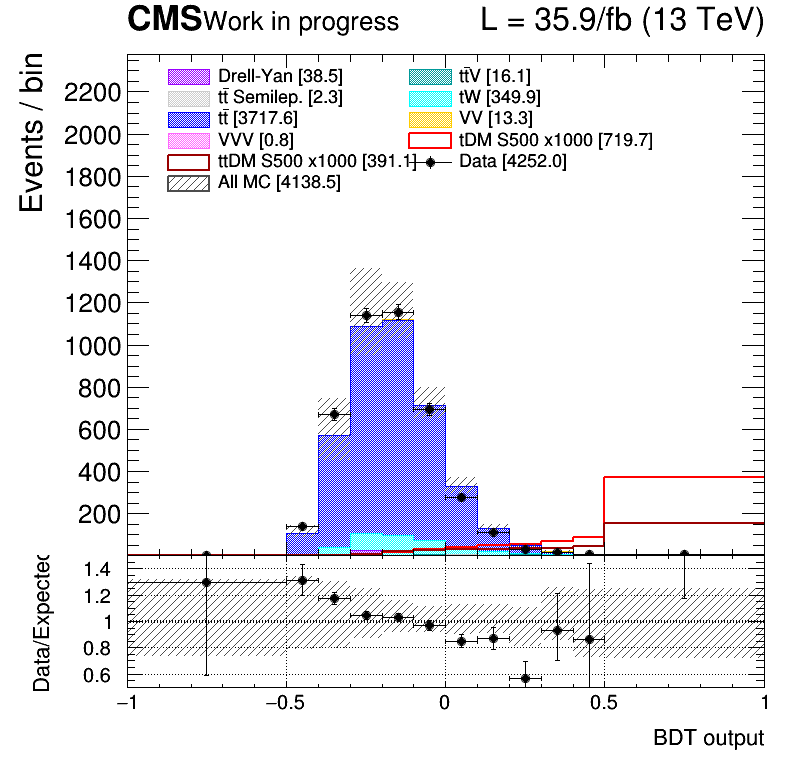 CMS Work in progress L = 35.9/fb (13 TeV)
Events / bin
Drell-Yan [38.5] tt̄V [16.1]
tt̄ Semilep. [2.3] tW [349.9]
tt̄ [3717.6] VV [13.3]
VVV [0.8] tDM S500 x1000 [719.7]
ttDM S500 x1000 [391.1] Data [4252.0]
All MC [4138.5]
2200
2000
1800
1600
1400
1200
1000
800
600
400
200
Data/Expected
1.4
1.2
1
0.8
0.6
−1 −0.5 0 0.5 1
BDT output